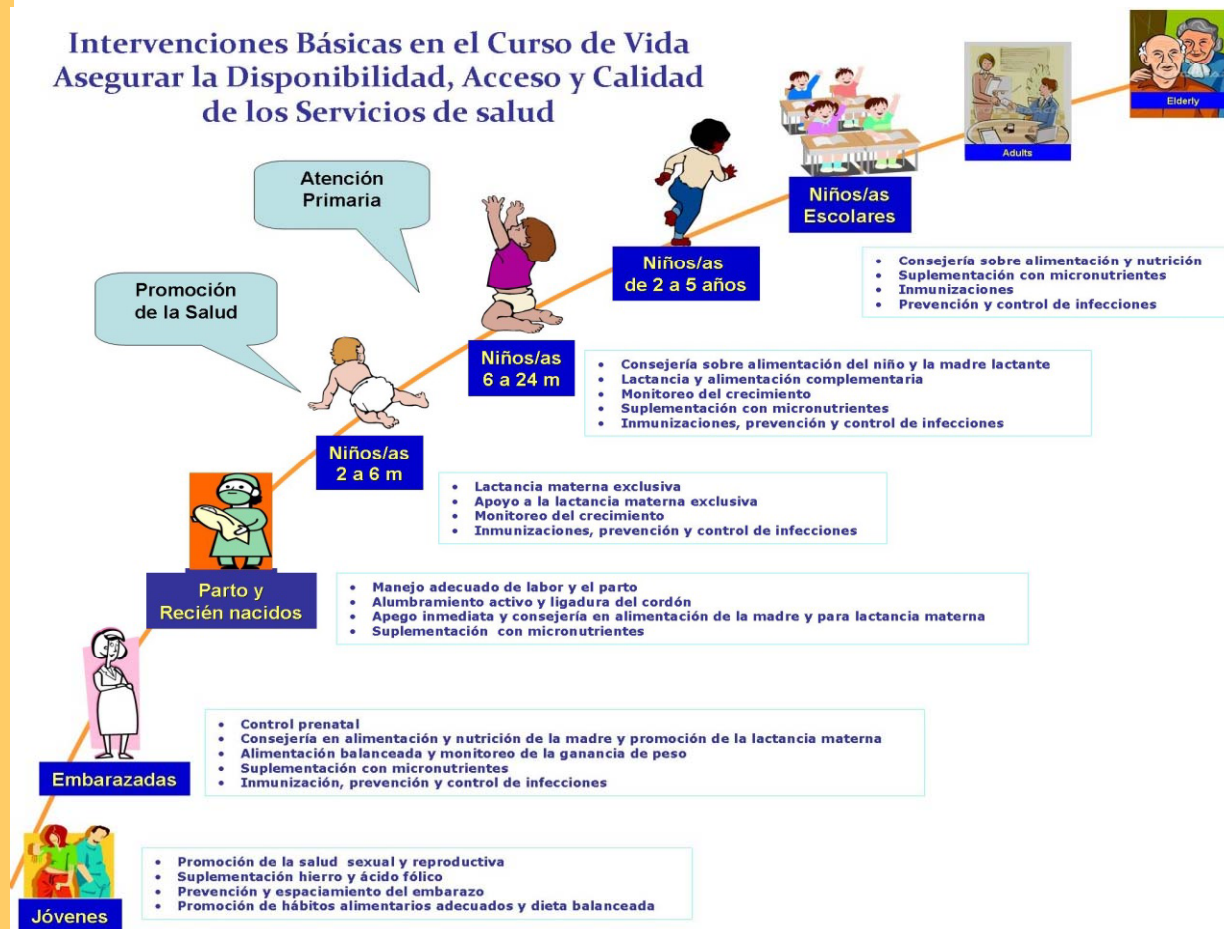 Intervenciones Básicas en el Curso de Vida
Asegurar la Disponibilidad, Acceso y Calidad
de los Servicios de salud
Elderly
Adults
Atención
Primaria
Niños/as
Escolares
Niños/as
de 2 a 5 años
• Consejería sobre alimentación y nutrición
• Suplementación con micronutrientes
• Inmunizaciones
• Prevención y control de infecciones
Promoción
de la Salud
Niños/as
6 a 24 m
• Consejería sobre alimentación del niño y la madre lactante
• Lactancia y alimentación complementaria
• Monitoreo del crecimiento
• Suplementación con micronutrientes
• Inmunizaciones, prevención y control de infecciones
Niños/as
2 a 6 m
• Lactancia materna exclusiva
• Apoyo a la lactancia materna exclusiva
• Monitoreo del crecimiento
• Inmunizaciones, prevención y control de infecciones
Parto y
Recién nacidos
• Manejo adecuado de labor y el parto
• Alumbramiento activo y ligadura del cordón
• Apego inmediata y consejería en alimentación de la madre y para lactancia materna
• Suplementación con micronutrientes
Embarazadas
• Control prenatal
• Consejería en alimentación y nutrición de la madre y promoción de la lactancia materna
• Alimentación balanceada y monitoreo de la ganancia de peso
• Suplementación con micronutrientes
• Inmunización, prevención y control de infecciones
Jóvenes
• Promoción de la salud sexual y reproductiva
• Suplementación hierro y ácido fólico
• Prevención y espaciamiento del embarazo
• Promoción de hábitos alimentarios adecuados y dieta balanceada